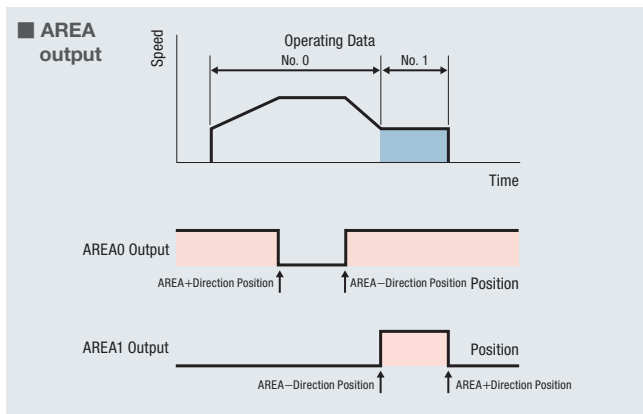 ■ AREA
output
Speed
Operating Data
No. 0
No. 1
Time
AREA0 Output
AREA+Direction Position
AREA−Direction Position
Position
AREA1 Output
Position
AREA−Direction Position
AREA+Direction Position